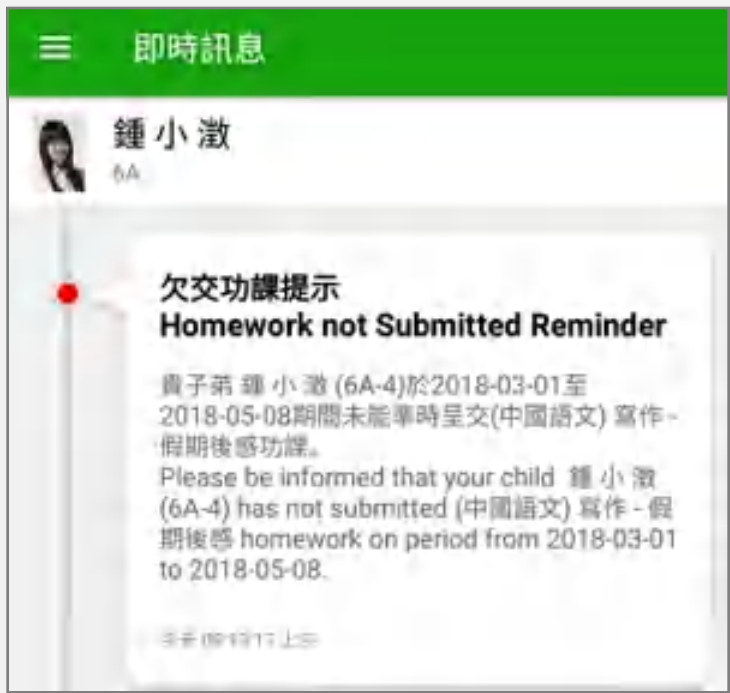 即時訊息
鍾 小 澂
6A
欠交功課提示
Homework not Submitted Reminder
貴子弟 鍾 小 澂 (6A-4)於2018-03-01至
2018-05-08期間未能準時呈交(中國語文) 寫作 -
假期後感功課。
Please be informed that your child 鍾 小 澂
(6A-4) has not submitted (中國語文) 寫作 - 假
期後感 homework on period from 2018-03-01
to 2018-05-08.